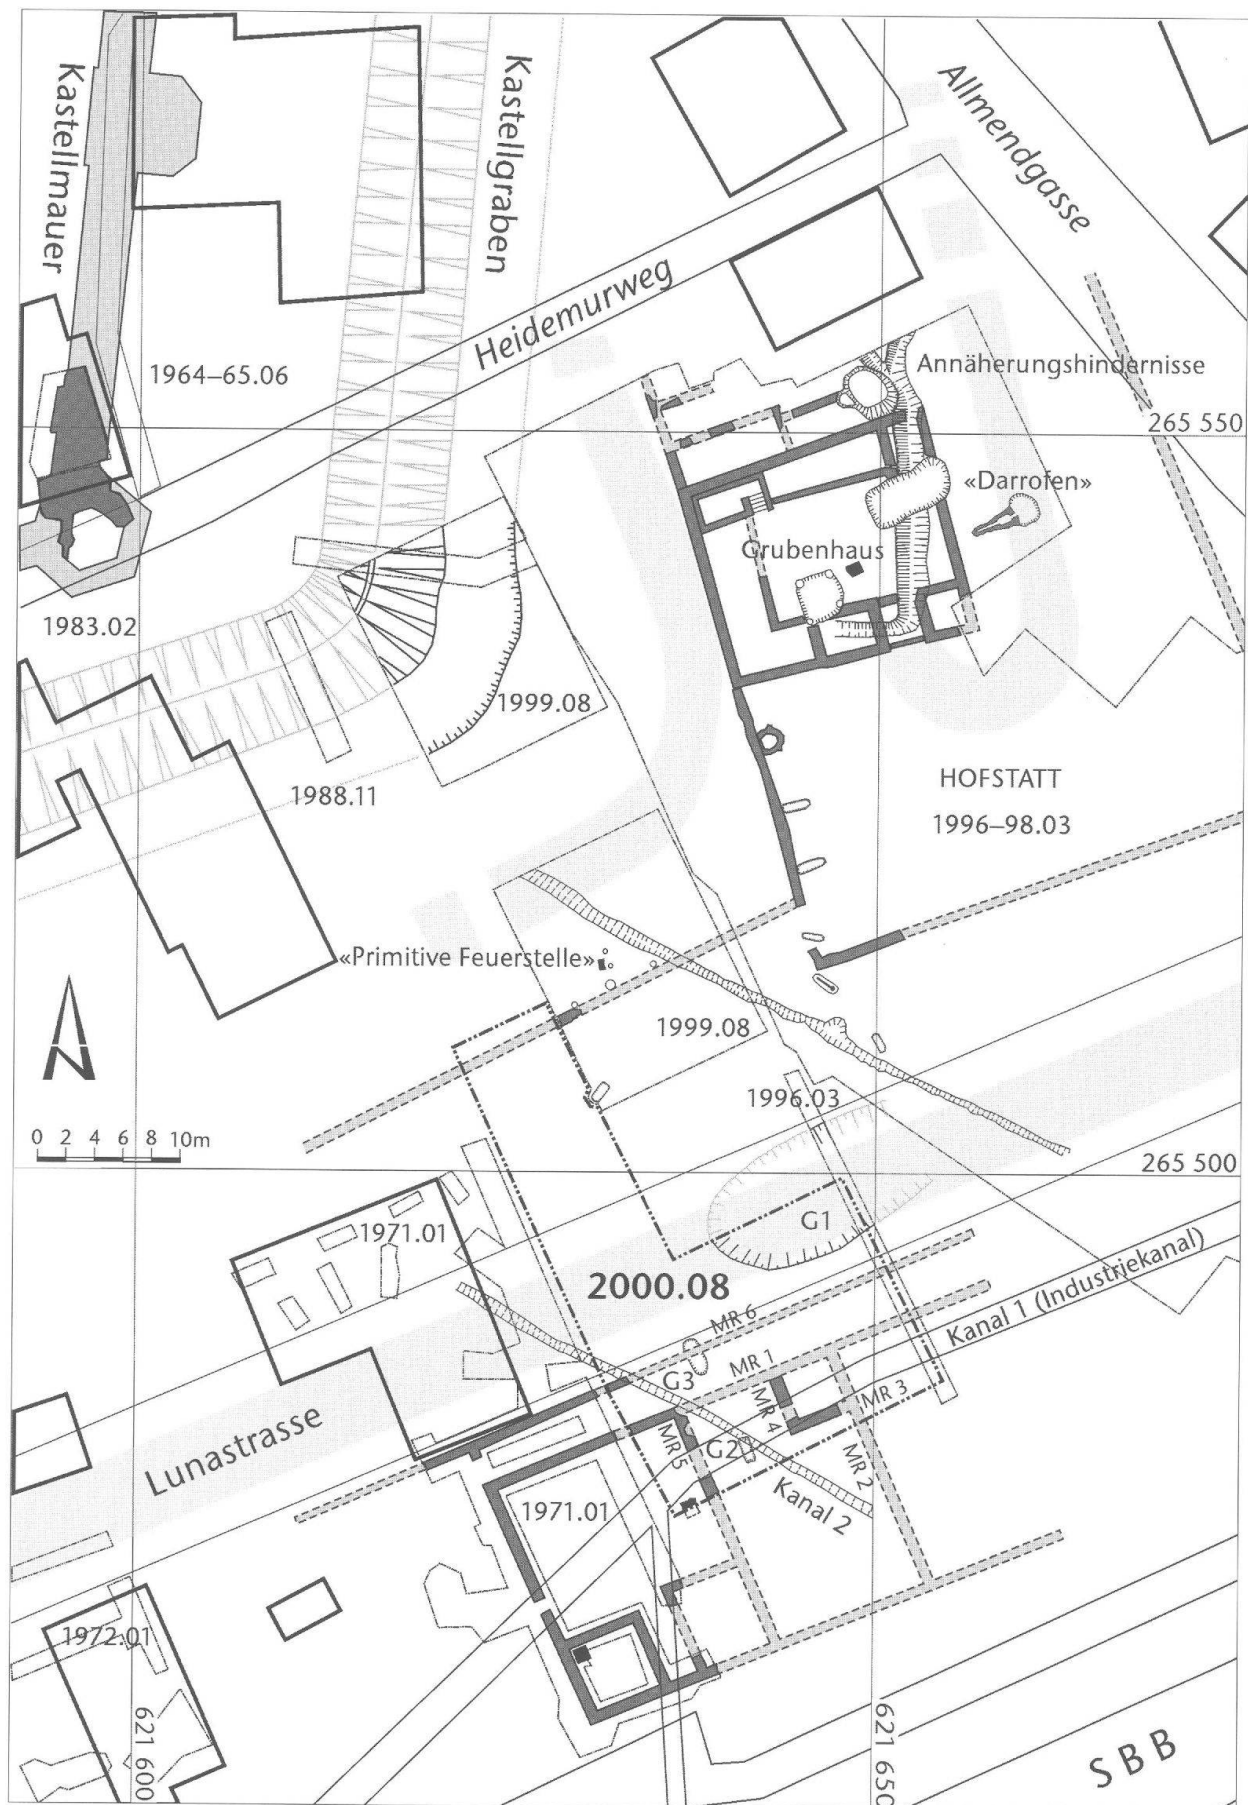 Kastellmauer
Kastellgraben
Allmendgasse
Heidemurweg
1964–65.06
Annäherungshindernisse
265 550
«Darrofen»
Grubenhaus
1983.02
1999.08
1988.11
HOFSTATT
1996–98.03
«Primitive Feuerstelle»
1999.08
N
1996.03
0 2 4 6 8 10m
265 500
G1
1971.01
2000.08
MR 6
Kanal 1 (Industriekanal)
MR 1
G3
MR 3
MR 4
Lunastrasse
MR 5
G2
MR 2
1971.01
Kanal 2
1972.01
621 600
621 650
SBB